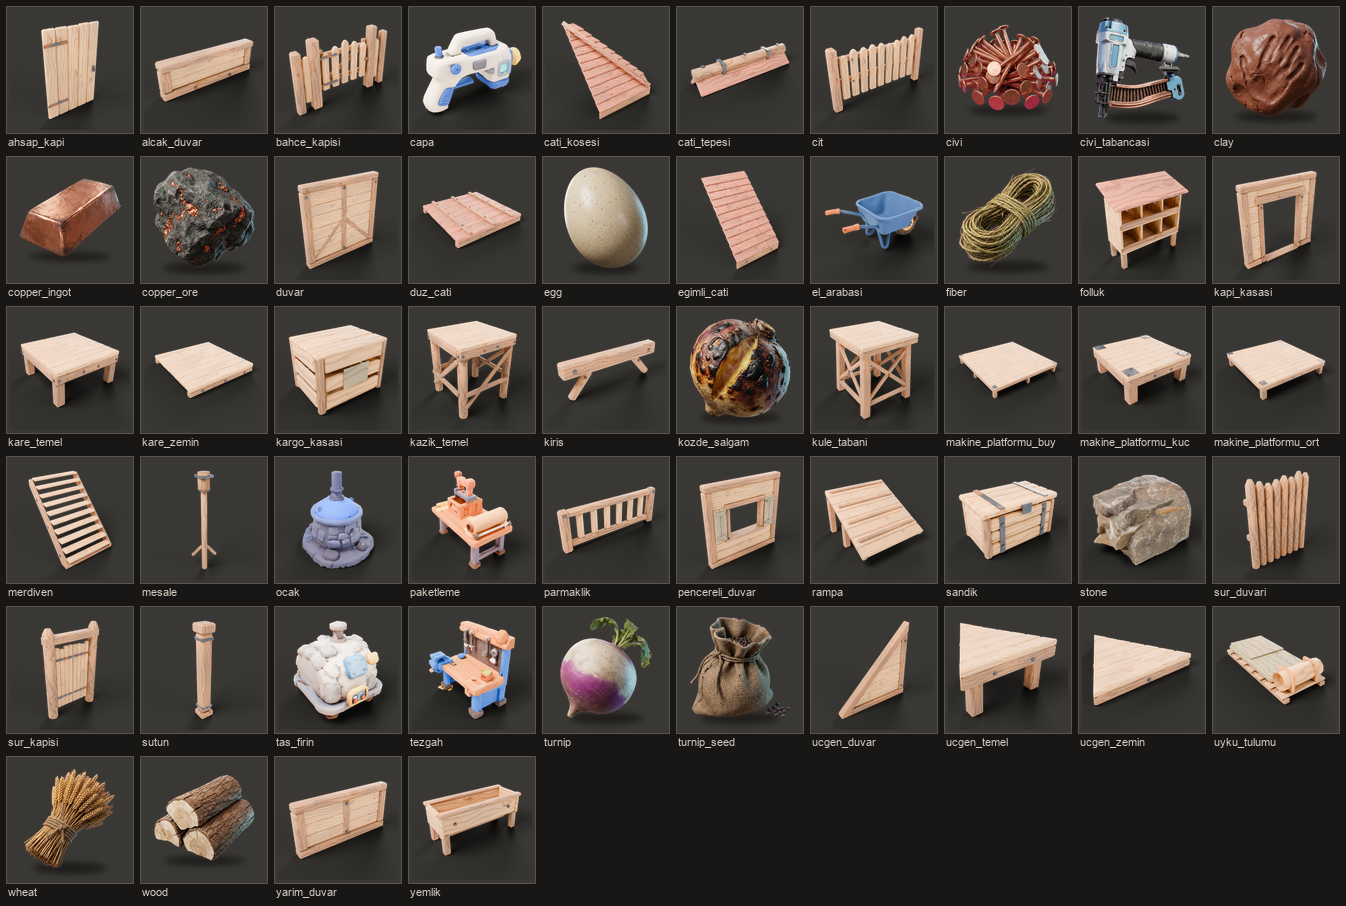 ahsap_kapi
alcak_duvar
bahce_kapisi
capa
cati_kosesi
cati_tepesi
cit
civi
civi_tabancasi
clay
copper_ingot
copper_ore
duvar
duz_cati
egg
egimli_cati
el_arabasi
fiber
folluk
kapi_kasasi
kare_temel
kare_zemin
kargo_kasasi
kazik_temel
kiris
kozde_salgam
kule_tabani
makine_platformu_buy
makine_platformu_kuc
makine_platformu_ort
merdiven
mesale
ocak
paketleme
parmaklik
pencereli_duvar
rampa
sandik
stone
sur_duvari
sur_kapisi
sutun
tas_firin
tezgah
turnip
turnip_seed
ucgen_duvar
ucgen_temel
ucgen_zemin
uyku_tulumu
wheat
wood
yarim_duvar
yemlik